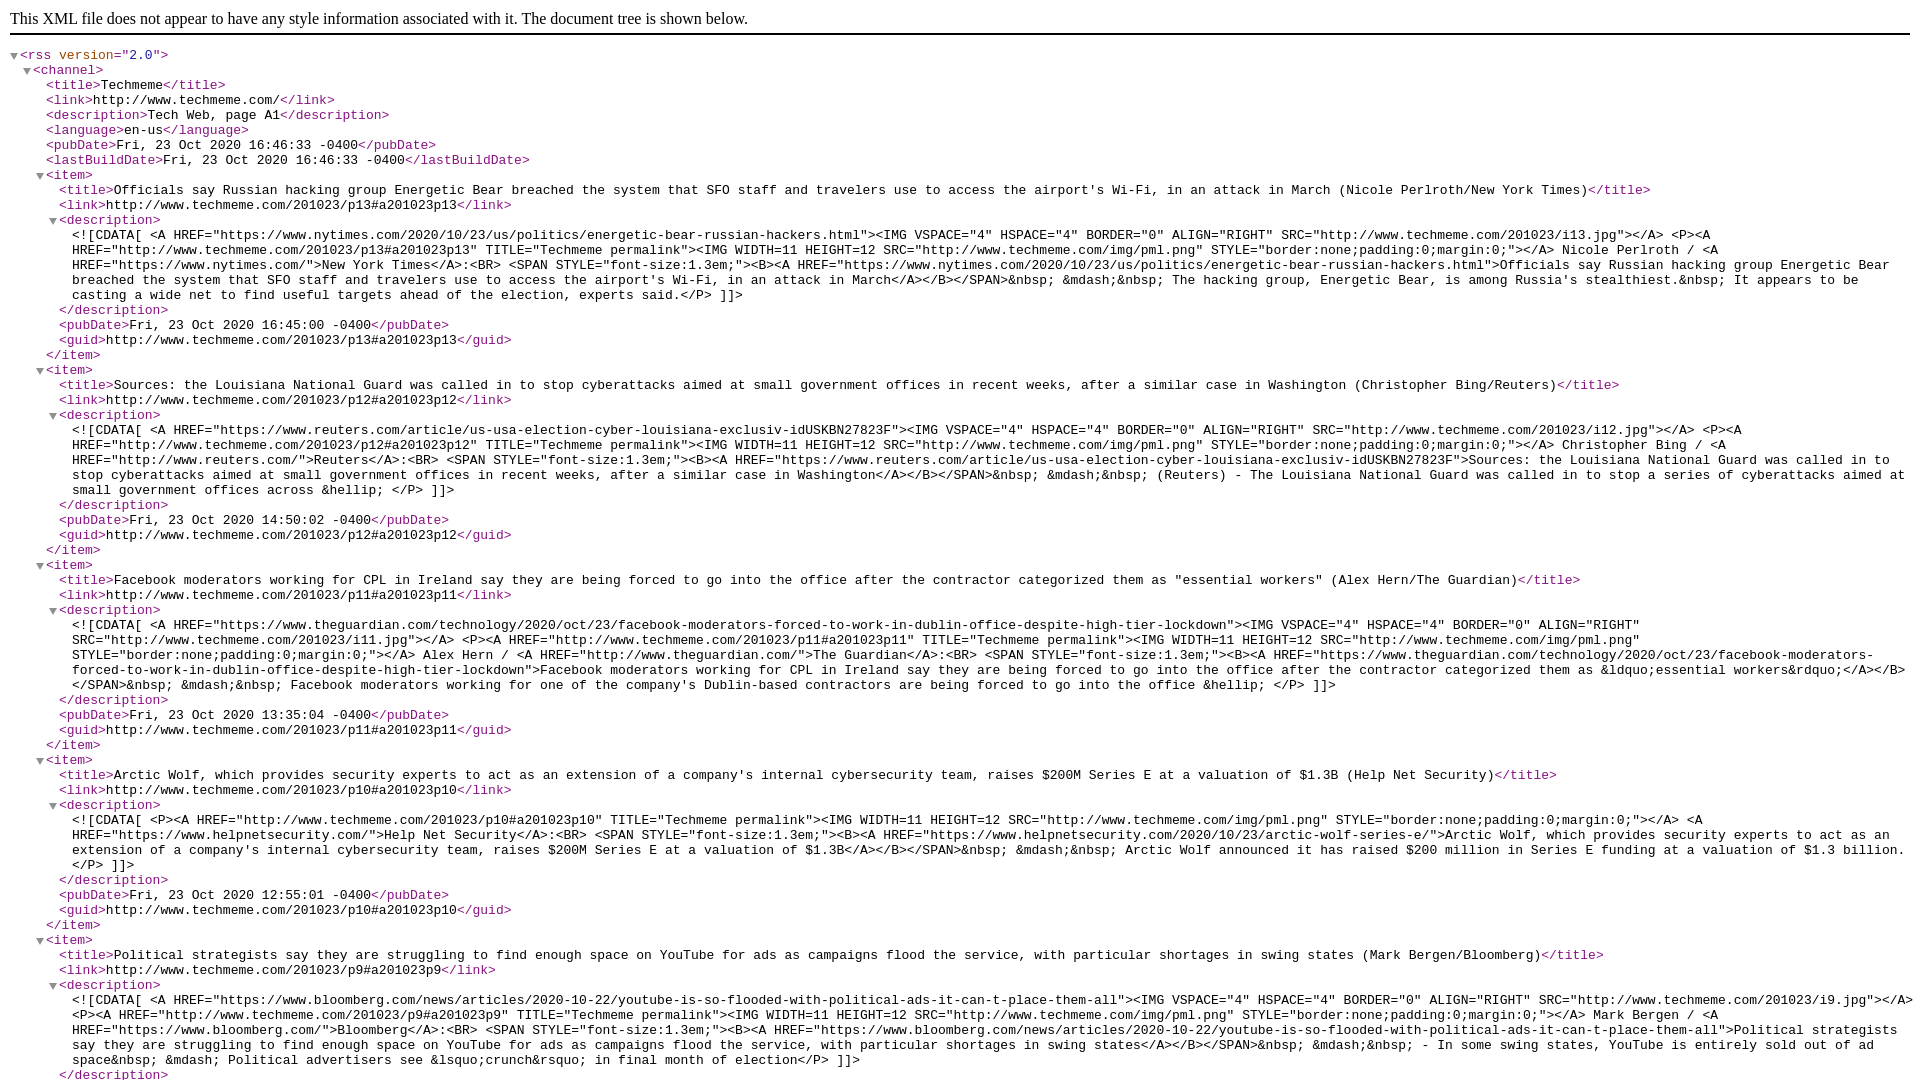 This XML file does not appear to have any style information associated with it. The document tree is shown below.
<rss version="2.0">
<channel>
<title>Techmeme</title>
<link>http://www.techmeme.com/</link>
<description>Tech Web, page A1</description>
<language>en-us</language>
<pubDate>Fri, 23 Oct 2020 16:46:33 -0400</pubDate>
<lastBuildDate>Fri, 23 Oct 2020 16:46:33 -0400</lastBuildDate>
<item>
<title>Officials say Russian hacking group Energetic Bear breached the system that SFO staff and travelers use to access the airport's Wi-Fi, in an attack in March (Nicole Perlroth/New York Times)</title>
<link>http://www.techmeme.com/201023/p13#a201023p13</link>
<description>
<![CDATA[ <A HREF="https://www.nytimes.com/2020/10/23/us/politics/energetic-bear-russian-hackers.html"><IMG VSPACE="4" HSPACE="4" BORDER="0" ALIGN="RIGHT" SRC="http://www.techmeme.com/201023/i13.jpg"></A> <P><A
HREF="http://www.techmeme.com/201023/p13#a201023p13" TITLE="Techmeme permalink"><IMG WIDTH=11 HEIGHT=12 SRC="http://www.techmeme.com/img/pml.png" STYLE="border:none;padding:0;margin:0;"></A> Nicole Perlroth / <A
HREF="https://www.nytimes.com/">New York Times</A>:<BR> <SPAN STYLE="font-size:1.3em;"><B><A HREF="https://www.nytimes.com/2020/10/23/us/politics/energetic-bear-russian-hackers.html">Officials say Russian hacking group Energetic Bear
breached the system that SFO staff and travelers use to access the airport's Wi-Fi, in an attack in March</A></B></SPAN>&nbsp; &mdash;&nbsp; The hacking group, Energetic Bear, is among Russia's stealthiest.&nbsp; It appears to be
casting a wide net to find useful targets ahead of the election, experts said.</P> ]]>
</description>
<pubDate>Fri, 23 Oct 2020 16:45:00 -0400</pubDate>
<guid>http://www.techmeme.com/201023/p13#a201023p13</guid>
</item>
<item>
<title>Sources: the Louisiana National Guard was called in to stop cyberattacks aimed at small government offices in recent weeks, after a similar case in Washington (Christopher Bing/Reuters)</title>
<link>http://www.techmeme.com/201023/p12#a201023p12</link>
<description>
<![CDATA[ <A HREF="https://www.reuters.com/article/us-usa-election-cyber-louisiana-exclusiv-idUSKBN27823F"><IMG VSPACE="4" HSPACE="4" BORDER="0" ALIGN="RIGHT" SRC="http://www.techmeme.com/201023/i12.jpg"></A> <P><A
HREF="http://www.techmeme.com/201023/p12#a201023p12" TITLE="Techmeme permalink"><IMG WIDTH=11 HEIGHT=12 SRC="http://www.techmeme.com/img/pml.png" STYLE="border:none;padding:0;margin:0;"></A> Christopher Bing / <A
HREF="http://www.reuters.com/">Reuters</A>:<BR> <SPAN STYLE="font-size:1.3em;"><B><A HREF="https://www.reuters.com/article/us-usa-election-cyber-louisiana-exclusiv-idUSKBN27823F">Sources: the Louisiana National Guard was called in to
stop cyberattacks aimed at small government offices in recent weeks, after a similar case in Washington</A></B></SPAN>&nbsp; &mdash;&nbsp; (Reuters) - The Louisiana National Guard was called in to stop a series of cyberattacks aimed at
small government offices across &hellip; </P> ]]>
</description>
<pubDate>Fri, 23 Oct 2020 14:50:02 -0400</pubDate>
<guid>http://www.techmeme.com/201023/p12#a201023p12</guid>
</item>
<item>
<title>Facebook moderators working for CPL in Ireland say they are being forced to go into the office after the contractor categorized them as "essential workers" (Alex Hern/The Guardian)</title>
<link>http://www.techmeme.com/201023/p11#a201023p11</link>
<description>
<![CDATA[ <A HREF="https://www.theguardian.com/technology/2020/oct/23/facebook-moderators-forced-to-work-in-dublin-office-despite-high-tier-lockdown"><IMG VSPACE="4" HSPACE="4" BORDER="0" ALIGN="RIGHT"
SRC="http://www.techmeme.com/201023/i11.jpg"></A> <P><A HREF="http://www.techmeme.com/201023/p11#a201023p11" TITLE="Techmeme permalink"><IMG WIDTH=11 HEIGHT=12 SRC="http://www.techmeme.com/img/pml.png"
STYLE="border:none;padding:0;margin:0;"></A> Alex Hern / <A HREF="http://www.theguardian.com/">The Guardian</A>:<BR> <SPAN STYLE="font-size:1.3em;"><B><A HREF="https://www.theguardian.com/technology/2020/oct/23/facebook-moderators-
forced-to-work-in-dublin-office-despite-high-tier-lockdown">Facebook moderators working for CPL in Ireland say they are being forced to go into the office after the contractor categorized them as &ldquo;essential workers&rdquo;</A></B>
</SPAN>&nbsp; &mdash;&nbsp; Facebook moderators working for one of the company's Dublin-based contractors are being forced to go into the office &hellip; </P> ]]>
</description>
<pubDate>Fri, 23 Oct 2020 13:35:04 -0400</pubDate>
<guid>http://www.techmeme.com/201023/p11#a201023p11</guid>
</item>
<item>
<title>Arctic Wolf, which provides security experts to act as an extension of a company's internal cybersecurity team, raises $200M Series E at a valuation of $1.3B (Help Net Security)</title>
<link>http://www.techmeme.com/201023/p10#a201023p10</link>
<description>
<![CDATA[ <P><A HREF="http://www.techmeme.com/201023/p10#a201023p10" TITLE="Techmeme permalink"><IMG WIDTH=11 HEIGHT=12 SRC="http://www.techmeme.com/img/pml.png" STYLE="border:none;padding:0;margin:0;"></A> <A
HREF="https://www.helpnetsecurity.com/">Help Net Security</A>:<BR> <SPAN STYLE="font-size:1.3em;"><B><A HREF="https://www.helpnetsecurity.com/2020/10/23/arctic-wolf-series-e/">Arctic Wolf, which provides security experts to act as an
extension of a company's internal cybersecurity team, raises $200M Series E at a valuation of $1.3B</A></B></SPAN>&nbsp; &mdash;&nbsp; Arctic Wolf announced it has raised $200 million in Series E funding at a valuation of $1.3 billion.
</P> ]]>
</description>
<pubDate>Fri, 23 Oct 2020 12:55:01 -0400</pubDate>
<guid>http://www.techmeme.com/201023/p10#a201023p10</guid>
</item>
<item>
<title>Political strategists say they are struggling to find enough space on YouTube for ads as campaigns flood the service, with particular shortages in swing states (Mark Bergen/Bloomberg)</title>
<link>http://www.techmeme.com/201023/p9#a201023p9</link>
<description>
<![CDATA[ <A HREF="https://www.bloomberg.com/news/articles/2020-10-22/youtube-is-so-flooded-with-political-ads-it-can-t-place-them-all"><IMG VSPACE="4" HSPACE="4" BORDER="0" ALIGN="RIGHT" SRC="http://www.techmeme.com/201023/i9.jpg"></A>
<P><A HREF="http://www.techmeme.com/201023/p9#a201023p9" TITLE="Techmeme permalink"><IMG WIDTH=11 HEIGHT=12 SRC="http://www.techmeme.com/img/pml.png" STYLE="border:none;padding:0;margin:0;"></A> Mark Bergen / <A
HREF="https://www.bloomberg.com/">Bloomberg</A>:<BR> <SPAN STYLE="font-size:1.3em;"><B><A HREF="https://www.bloomberg.com/news/articles/2020-10-22/youtube-is-so-flooded-with-political-ads-it-can-t-place-them-all">Political strategists
say they are struggling to find enough space on YouTube for ads as campaigns flood the service, with particular shortages in swing states</A></B></SPAN>&nbsp; &mdash;&nbsp; - In some swing states, YouTube is entirely sold out of ad
space&nbsp; &mdash; Political advertisers see &lsquo;crunch&rsquo; in final month of election</P> ]]>
</description>